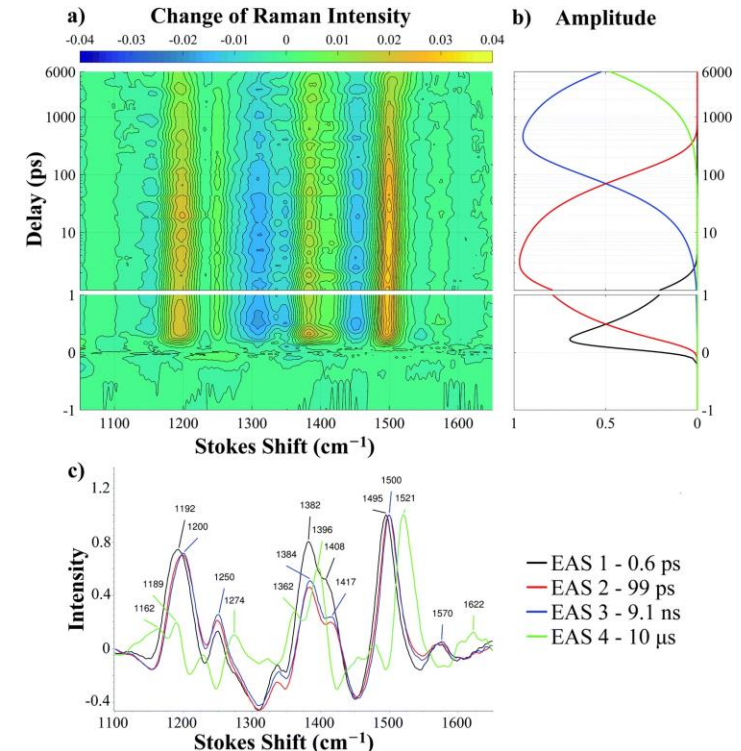 a) Change of Raman Intensity
-0.04 -0.03 -0.02 -0.01 0 0.01 0.02 0.03 0.04
b) Amplitude
Delay (ps)
6000
1000
100
10
1
1
0
-1
1100 1200 1300 1400 1500 1600
Stokes Shift (cm⁻¹)
6000
1000
100
10
1
1
0
-1
1 0.5 0
c)
Intensity
1.2
0.8
0.4
0
-0.4
1192
1200
1189
1162
1250
1274
1382
1396
1384
1408
1362
1417
1500
1495
1521
1570
1622
1100 1200 1300 1400 1500 1600
Stokes Shift (cm⁻¹)
EAS 1 - 0.6 ps
EAS 2 - 99 ps
EAS 3 - 9.1 ns
EAS 4 - 10 μs